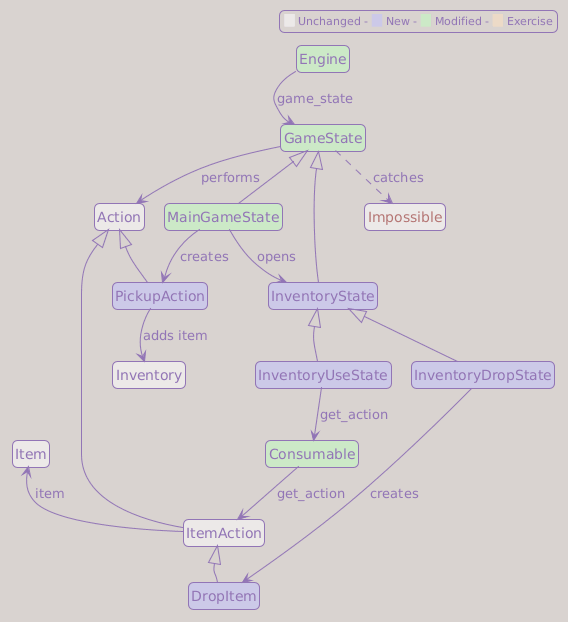 Unchanged - New - Modified - Exercise
Engine
game_state
GameState
performs
catches
Action
MainGameState
Impossible
creates
opens
PickupAction
InventoryState
adds item
Inventory
InventoryUseState
InventoryDropState
get_action
Item
Consumable
item
get_action
creates
ItemAction
DropItem